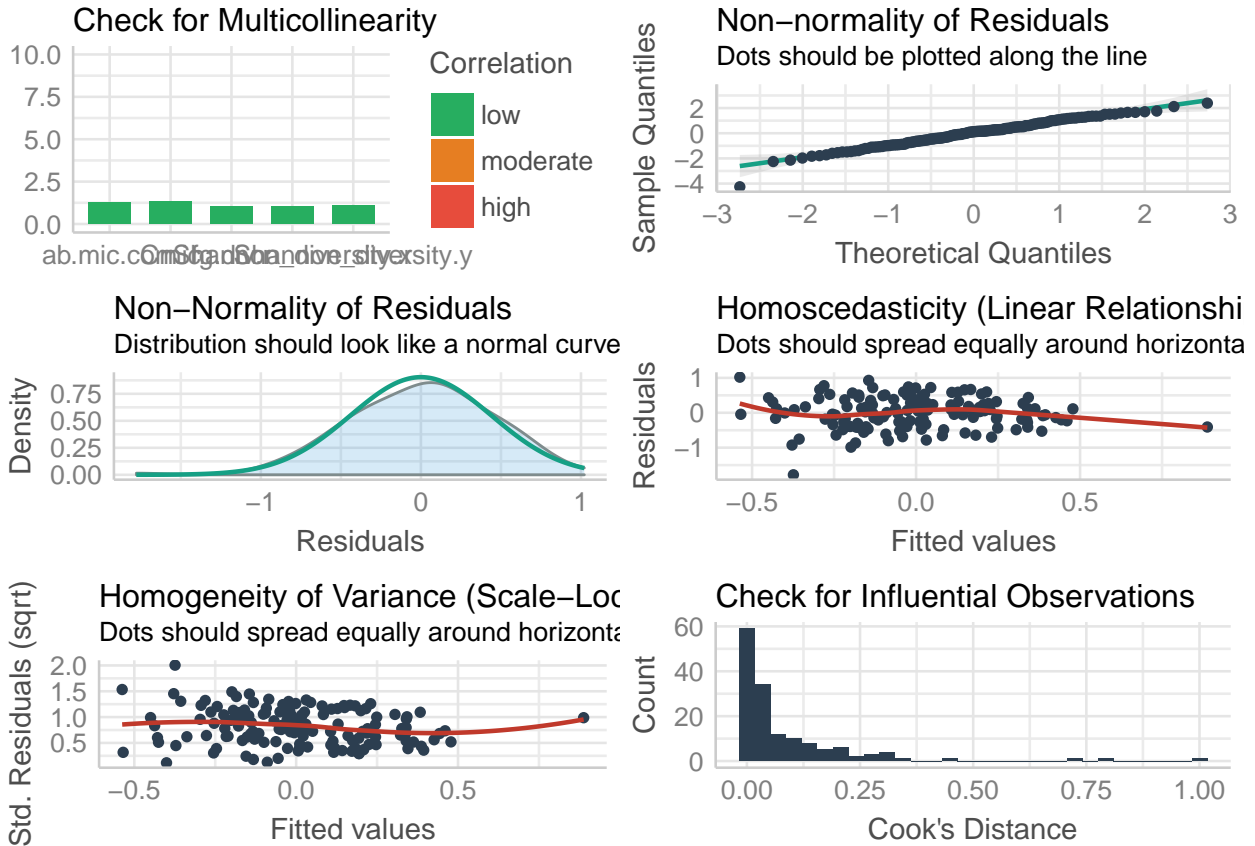 Check for Multicollinearity
10.0
7.5
5.0
2.5
0.0
Correlation
low
moderate
high
Non−normality of Residuals
Dots should be plotted along the line
Sample Quantiles
2
0
−2
−4
−3
−2
−1
0
1
2
3
Theoretical Quantiles
Non−Normality of Residuals
Distribution should look like a normal curve
Density
0.75
0.50
0.25
0.00
−1
0
1
Residuals
Homoscedasticity (Linear Relationshi
Dots should spread equally around horizonta
Residuals
1
0
−1
−0.5
0.0
0.5
Fitted values
Homogeneity of Variance (Scale−Loc
Dots should spread equally around horizonta
Std. Residuals (sqrt)
2.0
1.5
1.0
0.5
−0.5
0.0
0.5
Fitted values
Check for Influential Observations
Count
60
40
20
0
0.00
0.25
0.50
0.75
1.00
Cook's Distance